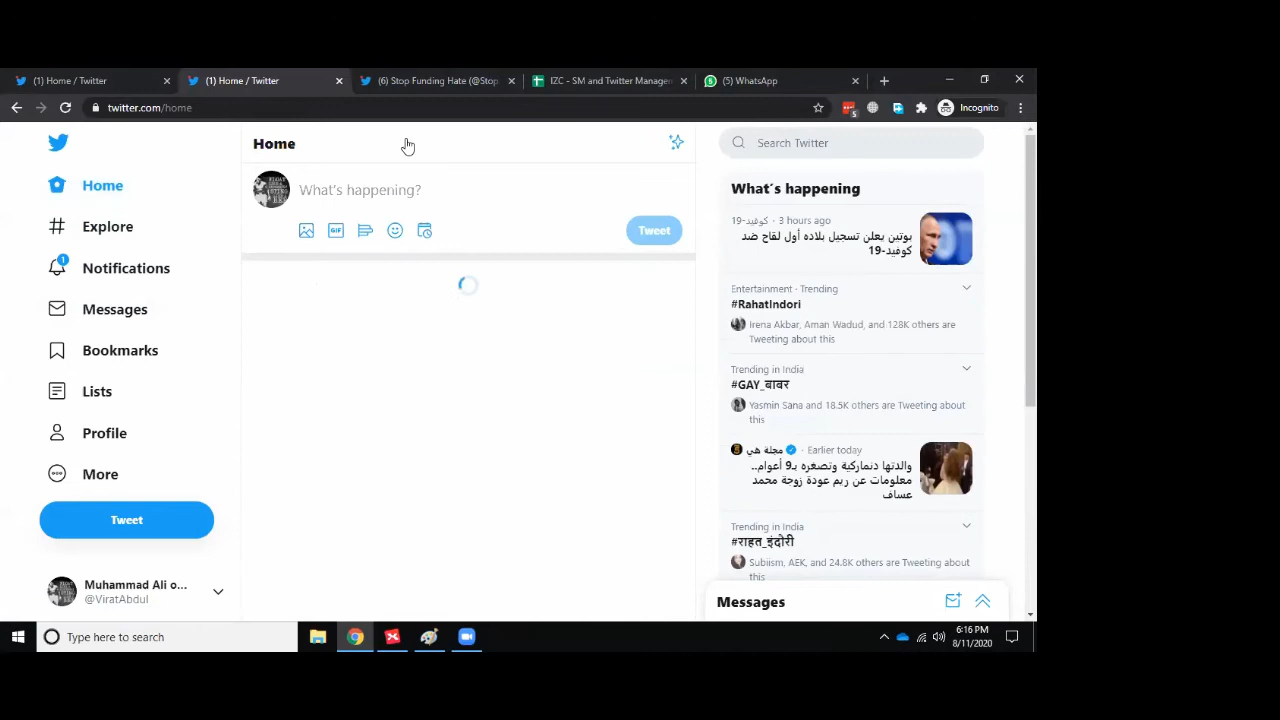 (1) Home / Twitter
(1) Home / Twitter
(6) Stop Funding Hate (@Stop
IZC - SM and Twitter Managem
(5) WhatsApp
twitter.com/home
5
Incognito
Home
Explore
1
Notifications
Messages
Bookmarks
Lists
Profile
More
Tweet
Muhammad Ali o...
@ViratAbdul
Home
What's happening?
GIF
Tweet
Search Twitter
What's happening
كوفيد-19 · 3 hours ago
بوتين يعلن تسجيل بلاده أول لقاح ضد
كوفيد-19
Entertainment · Trending
#RahatIndori
Irena Akbar, Aman Wadud, and 128K others are
Tweeting about this
Trending in India
#GAY_बाबर
Yasmin Sana and 18.5K others are Tweeting about
this
مجلة هي · Earlier today
والدتها دنماركية وتصغره بـ9 أعوام..
معلومات عن ريم عودة زوجة محمد
عساف
Trending in India
#राहत_इंदोरी
Subiism, AEK, and 24.8K others are Tweeting about
this
Messages
Type here to search
6:16 PM
8/11/2020